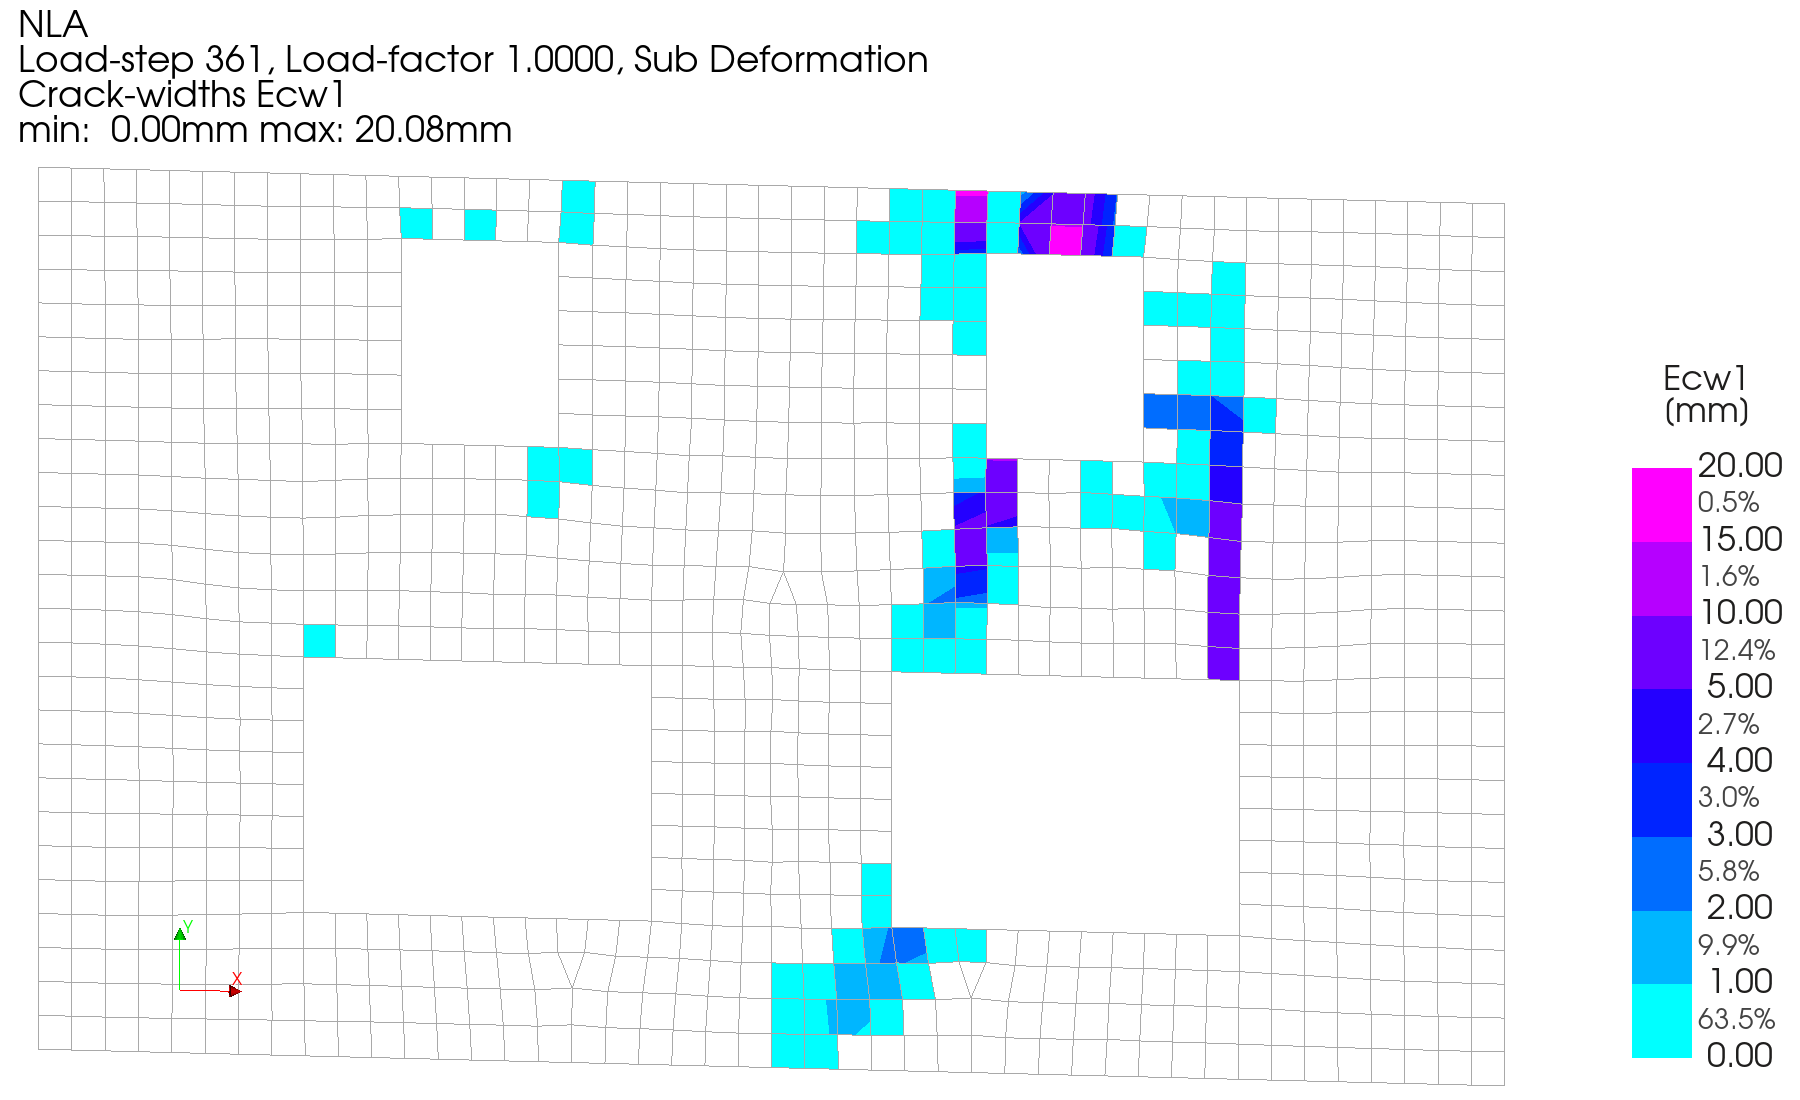 NLA
Load-step 361, Load-factor 1.0000, Sub Deformation
Crack-widths Ecw1
min: 0.00mm max: 20.08mm
Ecw1
(mm)
20.00
0.5%
15.00
1.6%
10.00
12.4%
5.00
2.7%
4.00
3.0%
3.00
5.8%
2.00
9.9%
1.00
63.5%
0.00
Y
X